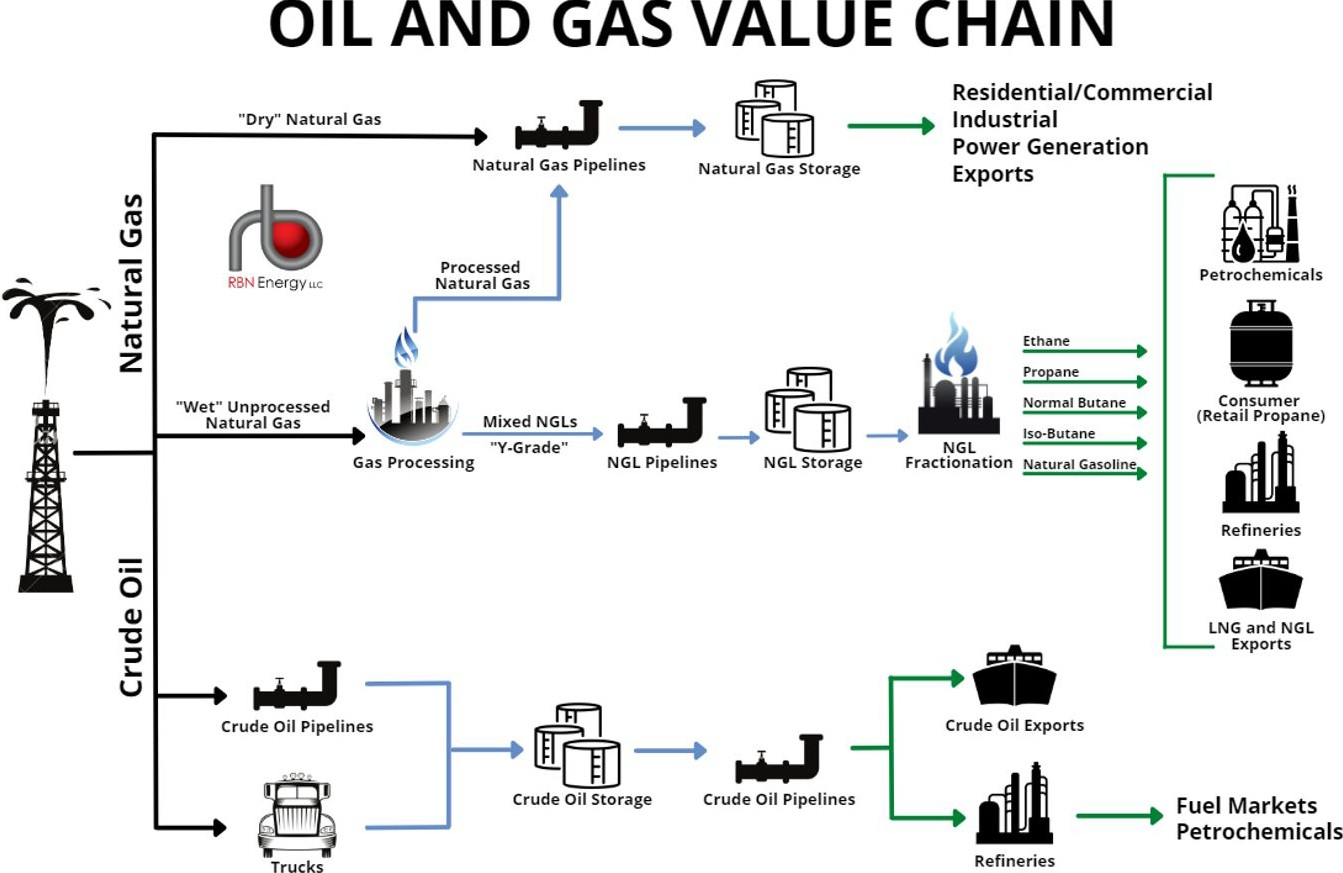 OIL AND GAS VALUE CHAIN
"Dry" Natural Gas
Natural Gas Pipelines
Natural Gas Storage
Residential/Commercial
Industrial
Power Generation
Exports
Natural Gas
RBN Energy LLC
Processed
Natural Gas
"Wet" Unprocessed
Natural Gas
Gas Processing
Mixed NGLs
"Y-Grade"
NGL Pipelines
NGL Storage
NGL
Fractionation
Ethane
Propane
Normal Butane
Iso-Butane
Natural Gasoline
Petrochemicals
Consumer
(Retail Propane)
Refineries
LNG and NGL
Exports
Crude Oil
Crude Oil Pipelines
Trucks
Crude Oil Storage
Crude Oil Pipelines
Crude Oil Exports
Refineries
Fuel Markets
Petrochemicals